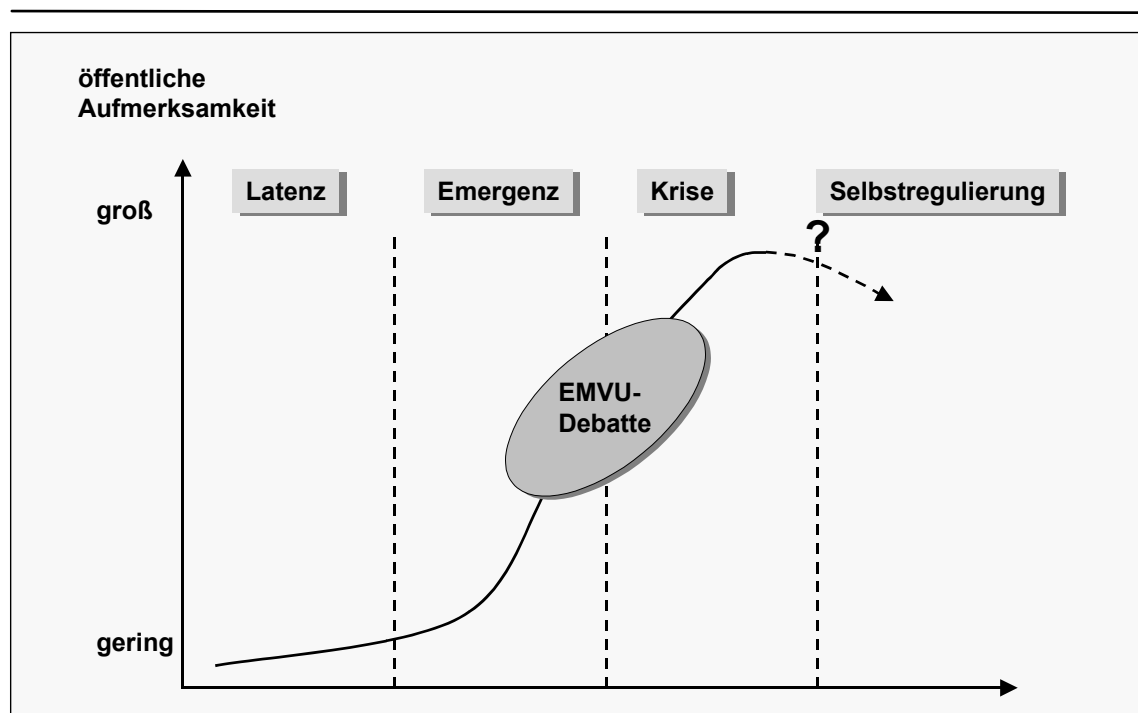 öffentliche
Aufmerksamkeit
Latenz
Emergenz
Krise
Selbstregulierung
groß
?
EMVU-
Debatte
gering